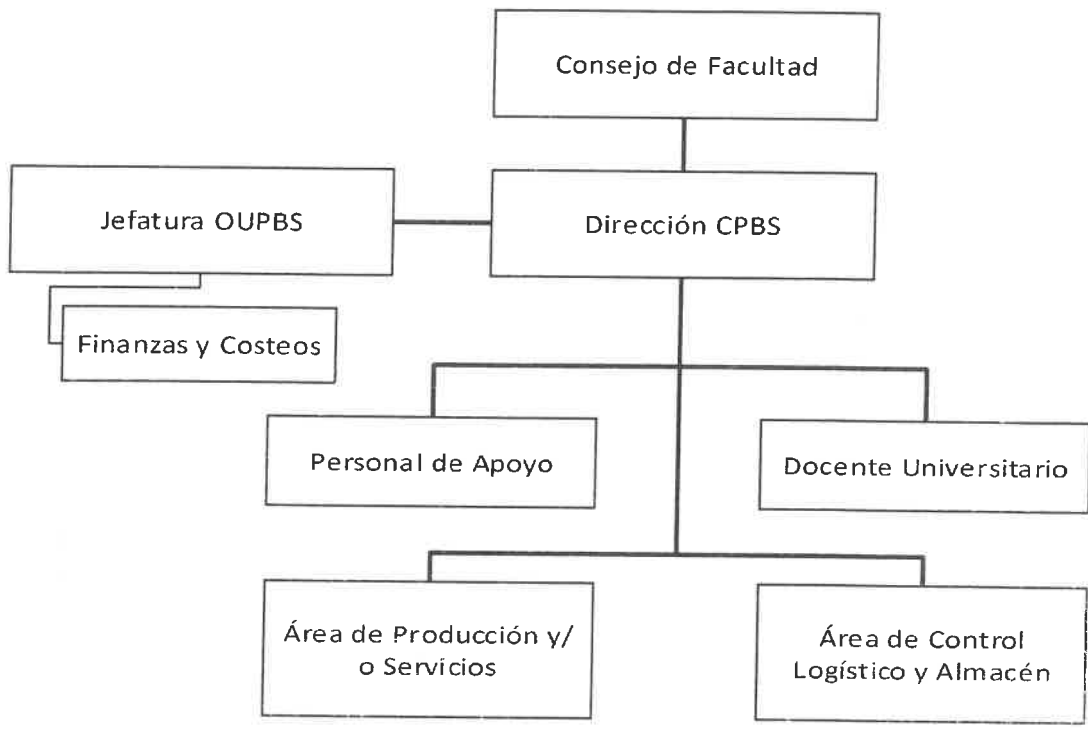 Consejo de Facultad
Jefatura OUPBS
Dirección CPBS
Finanzas y Costeos
Personal de Apoyo
Docente Universitario
Área de Producción y/
o Servicios
Área de Control
Logístico y Almacén